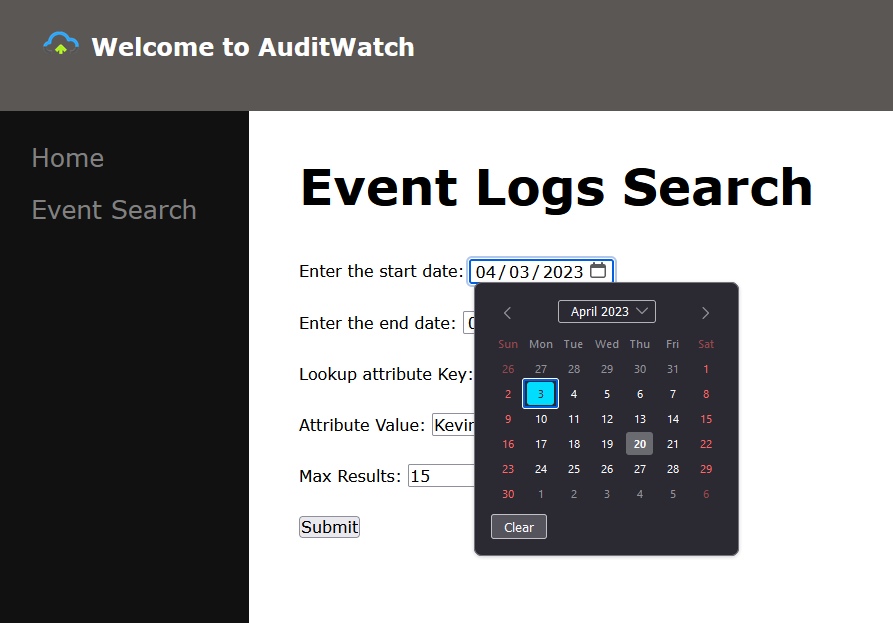 Welcome to AuditWatch
Home
Event Search
Event Logs Search
Enter the start date: 04/03/2023
Enter the end date:
Lookup attribute Key:
Attribute Value:
Max Results: 15
Submit
April 2023
Sun Mon Tue Wed Thu Fri Sat
26 27 28 29 30 31 1
2 3 4 5 6 7 8
9 10 11 12 13 14 15
16 17 18 19 20 21 22
23 24 25 26 27 28 29
30 1 2 3 4 5 6
Clear